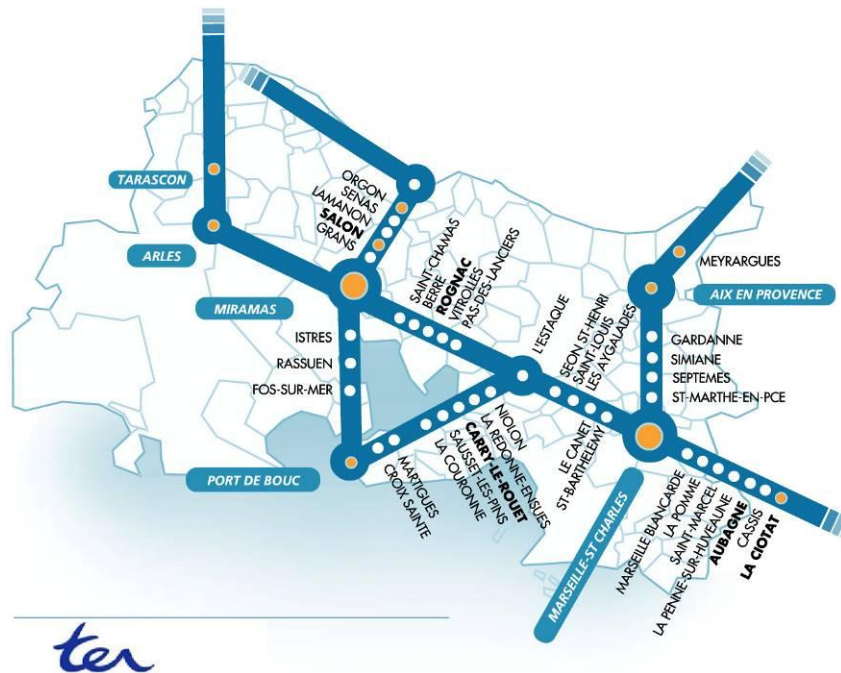 TARASCON
ARLES
MIRAMAS
ORGON
SENAS
LAMANON
SALON
GRANS
SAINT-CHAMAS
BERRE
ROGNAC
VITROLLES
PAS-DES-LANCIERS
L'ESTAQUE
SEON ST-HENRI
SAINT-LOUIS
LES AYGALADES
MEYRARGUES
AIX EN PROVENCE
GARDANNE
SIMIANE
SEPTEMES
ST-MARTHE-EN-PCE
ISTRES
RASSUEN
FOS-SUR-MER
PORT DE BOUC
MARTIGUES
CROIX SAINTE
NIOLON
LA REDONNE-ENSUES
CARRY-LE-ROUET
SAUSSET-LES-PINS
LA COURONNE
LE CANET
ST-BARTHELEMY
MARSEILLE-ST CHARLES
MARSEILLE BLANCARDE
LA POMME
SAINT-MARCEL
LA PENNE-SUR-HUVEAUNE
AUBAGNE
CASSIS
LA CIOTAT
ter